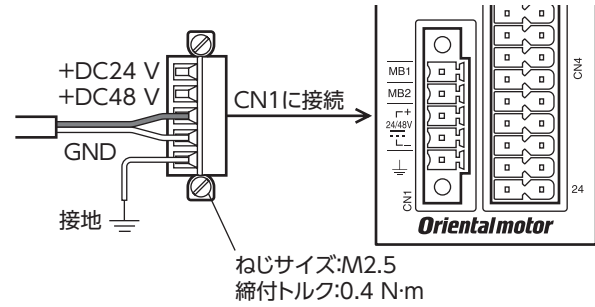 +DC24 V
+DC48 V
GND
接地
CN1に接続
ねじサイズ:M2.5
締付トルク:0.4 N·m
MB1
MB2
+
24/48V
−
CN1
CN4
24
Orientalmotor